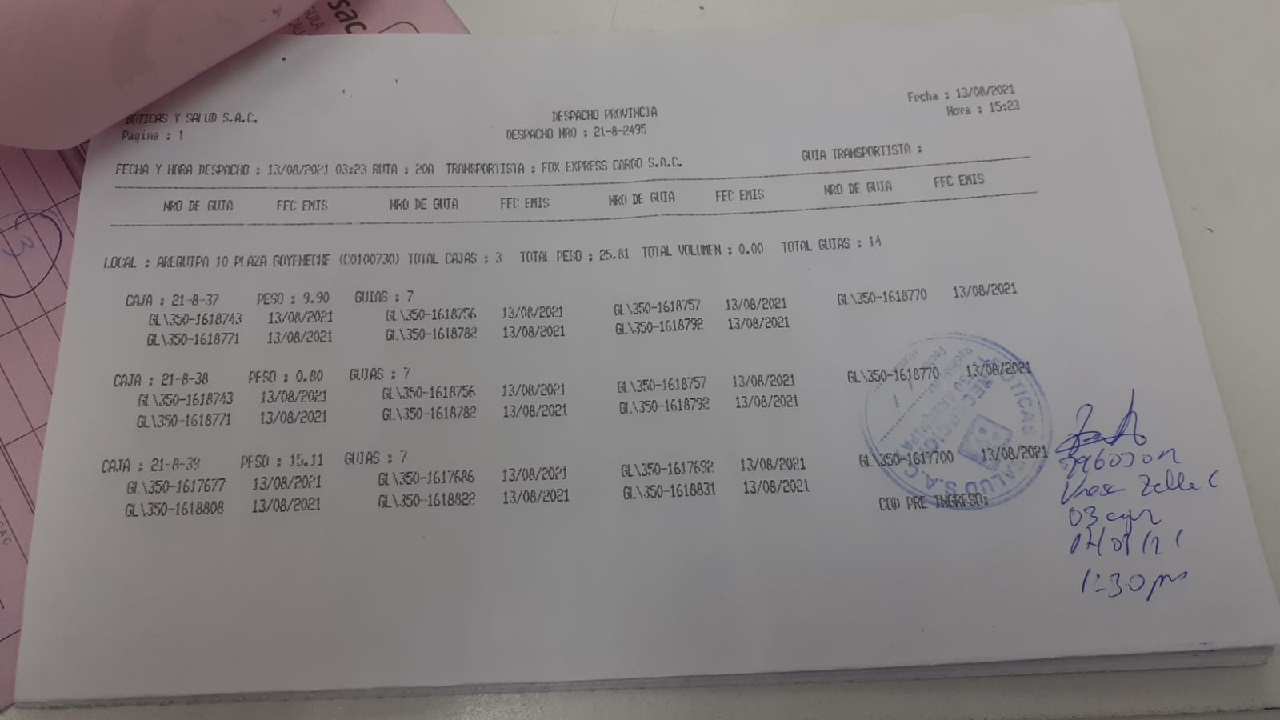 sac
BOTICAS Y SALUD S.A.C.
Pagina : 1
DESPACHO PROVINCIA
DESPACHO NRO : 21-8-2495
Fecha : 13/08/2021
Hora : 15:23
FECHA Y HORA DESPACHO : 13/08/2021 03:23 RUTA : 20A TRANSPORTISTA : FOX EXPRESS CARGO S.A.C. GUIA TRANSPORTISTA :
NRO DE GUIA FEC EMIS NRO DE GUIA FEC EMIS NRO DE GUIA FEC EMIS NRO DE GUIA FEC EMIS
LOCAL : AREQUIPA 10 PLAZA GOYENECHE (C0100730) TOTAL CAJAS : 3 TOTAL PESO : 25.81 TOTAL VOLUMEN : 0.00 TOTAL GUIAS : 14
CAJA : 21-8-37 PESO : 9.90 GUIAS : 7
GL\350-1618743 13/08/2021 GL\350-1618756 13/08/2021 GL\350-1618757 13/08/2021 GL\350-1618770 13/08/2021
GL\350-1618771 13/08/2021 GL\350-1618782 13/08/2021 GL\350-1618792 13/08/2021
CAJA : 21-8-38 PESO : 0.80 GUIAS : 7
GL\350-1618743 13/08/2021 GL\350-1618756 13/08/2021 GL\350-1618757 13/08/2021 GL\350-1618770 13/08/2021
GL\350-1618771 13/08/2021 GL\350-1618782 13/08/2021 GL\350-1618792 13/08/2021
CAJA : 21-8-39 PESO : 15.11 GUIAS : 7
GL\350-1617677 13/08/2021 GL\350-1617686 13/08/2021 GL\350-1617692 13/08/2021 GL\350-1617700 13/08/2021
GL\350-1618808 13/08/2021 GL\350-1618822 13/08/2021 GL\350-1618831 13/08/2021
COD PRE INGRESO:
BOTICAS SALUD S.A.C.
1:30 pm
3